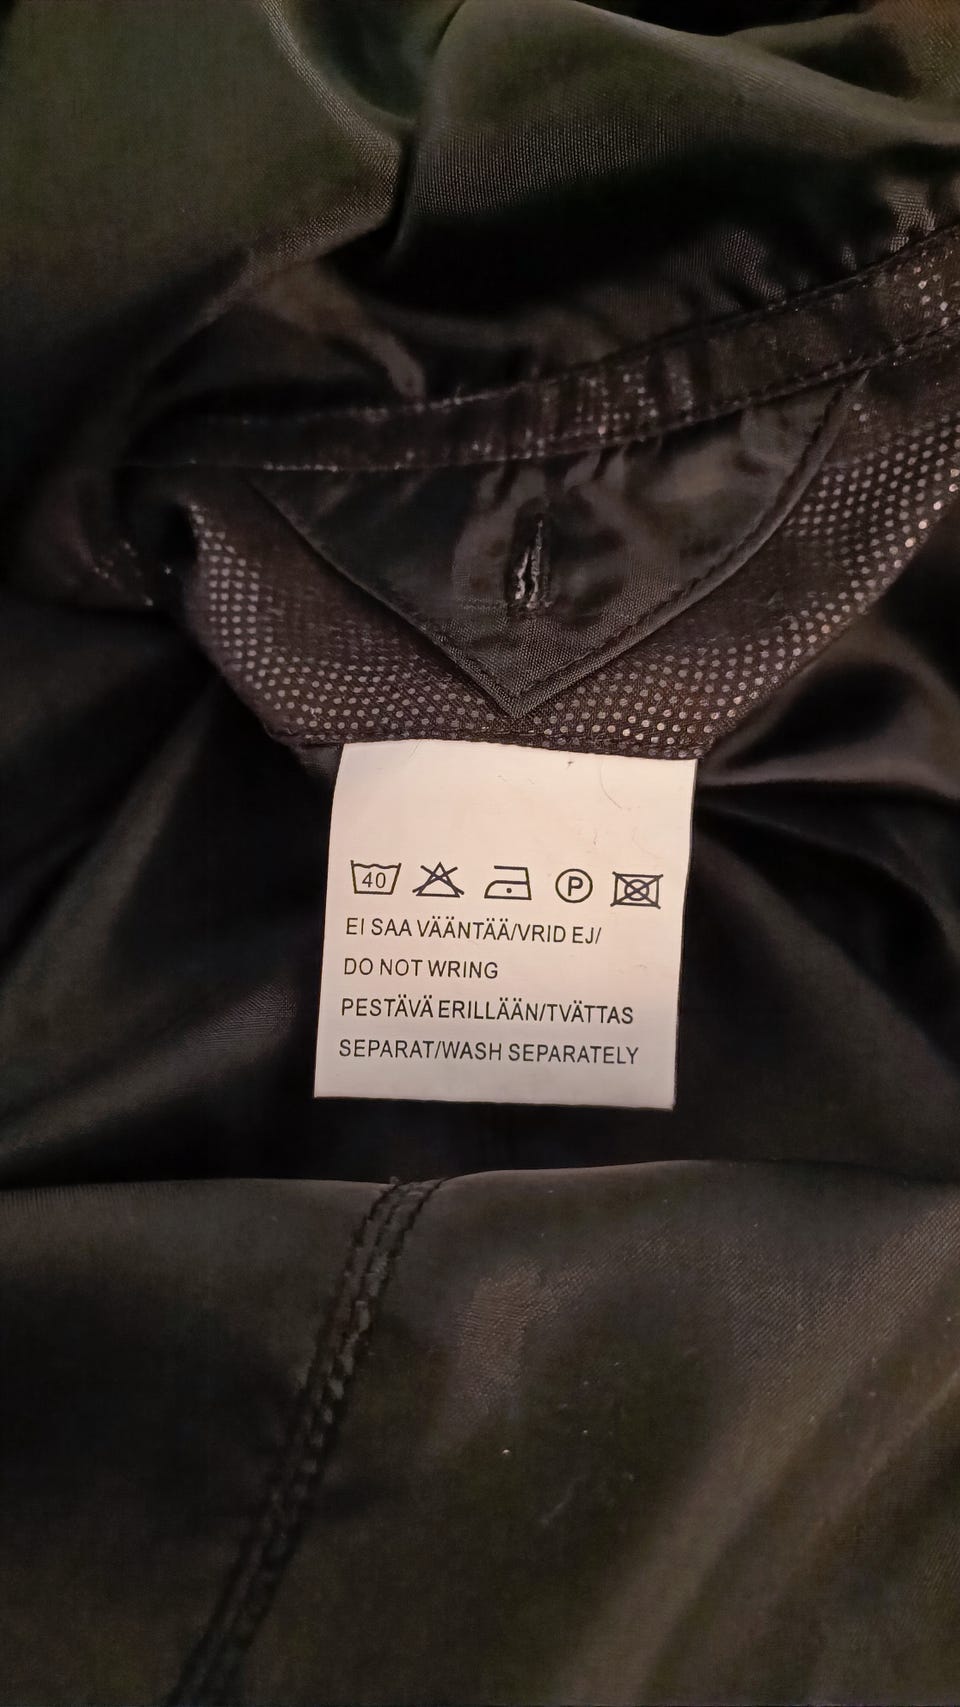 40 P
EI SAA VÄÄNTÄÄ/VRID EJ/
DO NOT WRING
PESTÄVÄ ERILLÄÄN/TVÄTTAS
SEPARAT/WASH SEPARATELY